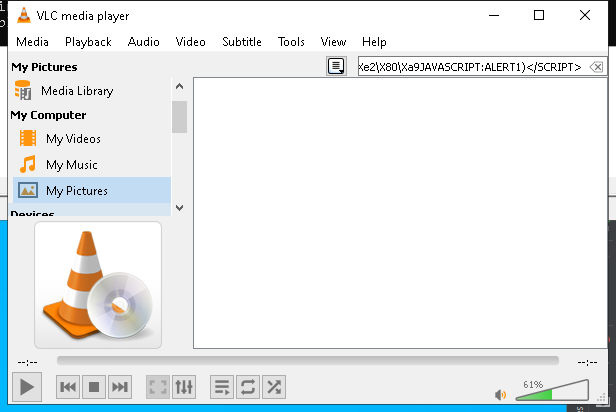 VLC media player
Media Playback Audio Video Subtitle Tools View Help
My Pictures
Xe2\X80\Xa9JAVASCRIPT:ALERT1)</SCRIPT>
Media Library
My Computer
My Videos
My Music
My Pictures
Devices
--:-- --:--
61%